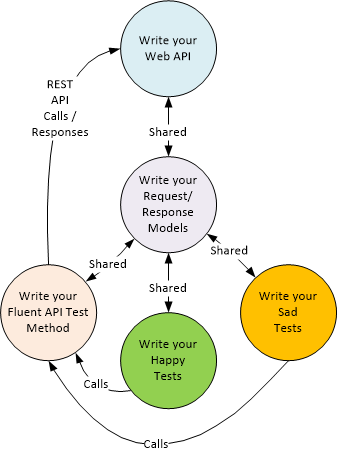 Write your
Web API
REST
API
Calls /
Responses
Shared
Write your
Request/
Response
Models
Shared
Shared
Shared
Write your
Fluent API Test
Method
Write your
Sad
Tests
Write your
Happy
Tests
Calls
Calls